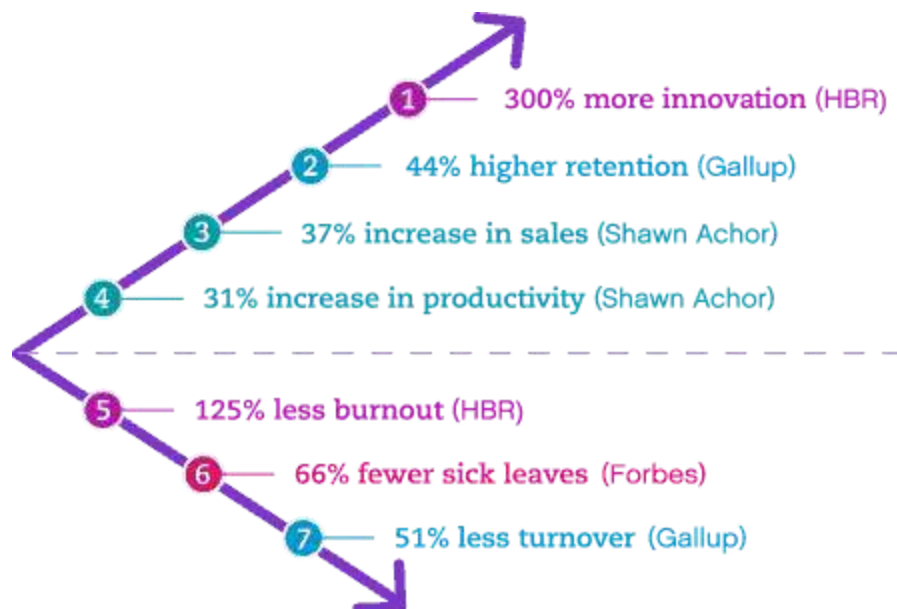 1 300% more innovation (HBR)
2 44% higher retention (Gallup)
3 37% increase in sales (Shawn Achor)
4 31% increase in productivity (Shawn Achor)
5 125% less burnout (HBR)
6 66% fewer sick leaves (Forbes)
7 51% less turnover (Gallup)